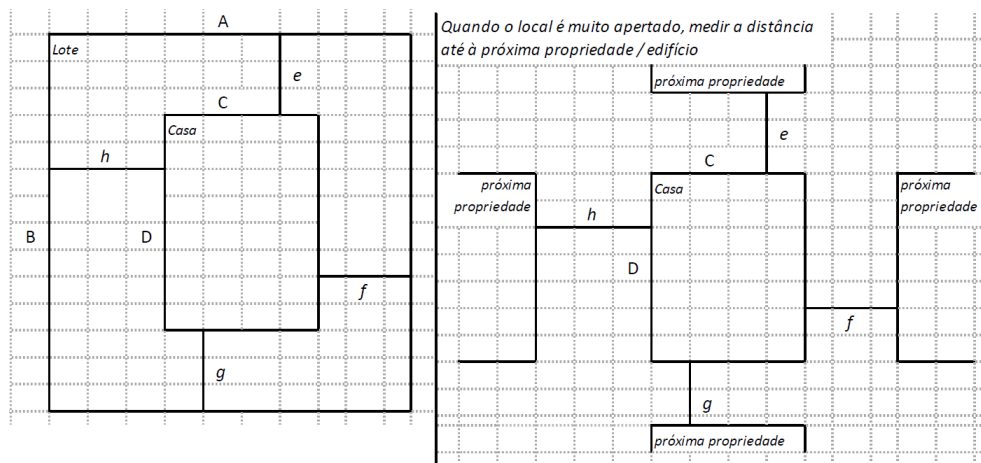 A
Lote
e
C
Casa
h
B
D
f
g
Quando o local é muito apertado, medir a distância
até à próxima propriedade / edifício
próxima propriedade
e
C
próxima
propriedade
Casa
próxima
propriedade
h
D
f
g
próxima propriedade